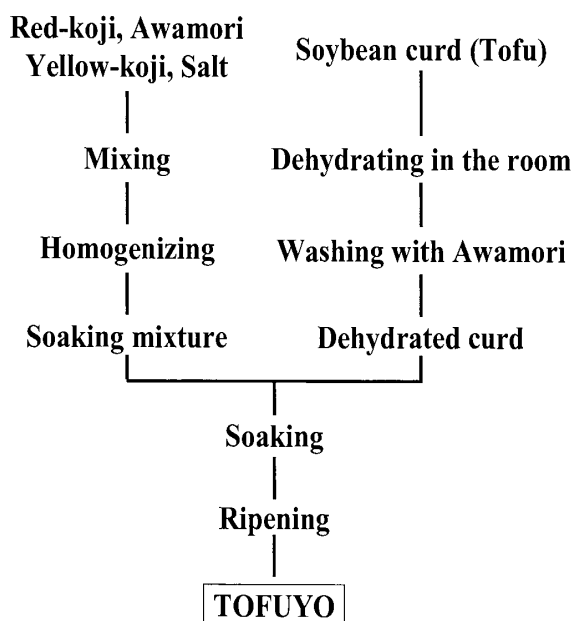 Red-koji, Awamori
Yellow-koji, Salt
Mixing
Homogenizing
Soaking mixture
Soybean curd (Tofu)
Dehydrating in the room
Washing with Awamori
Dehydrated curd
Soaking
Ripening
TOFUYO